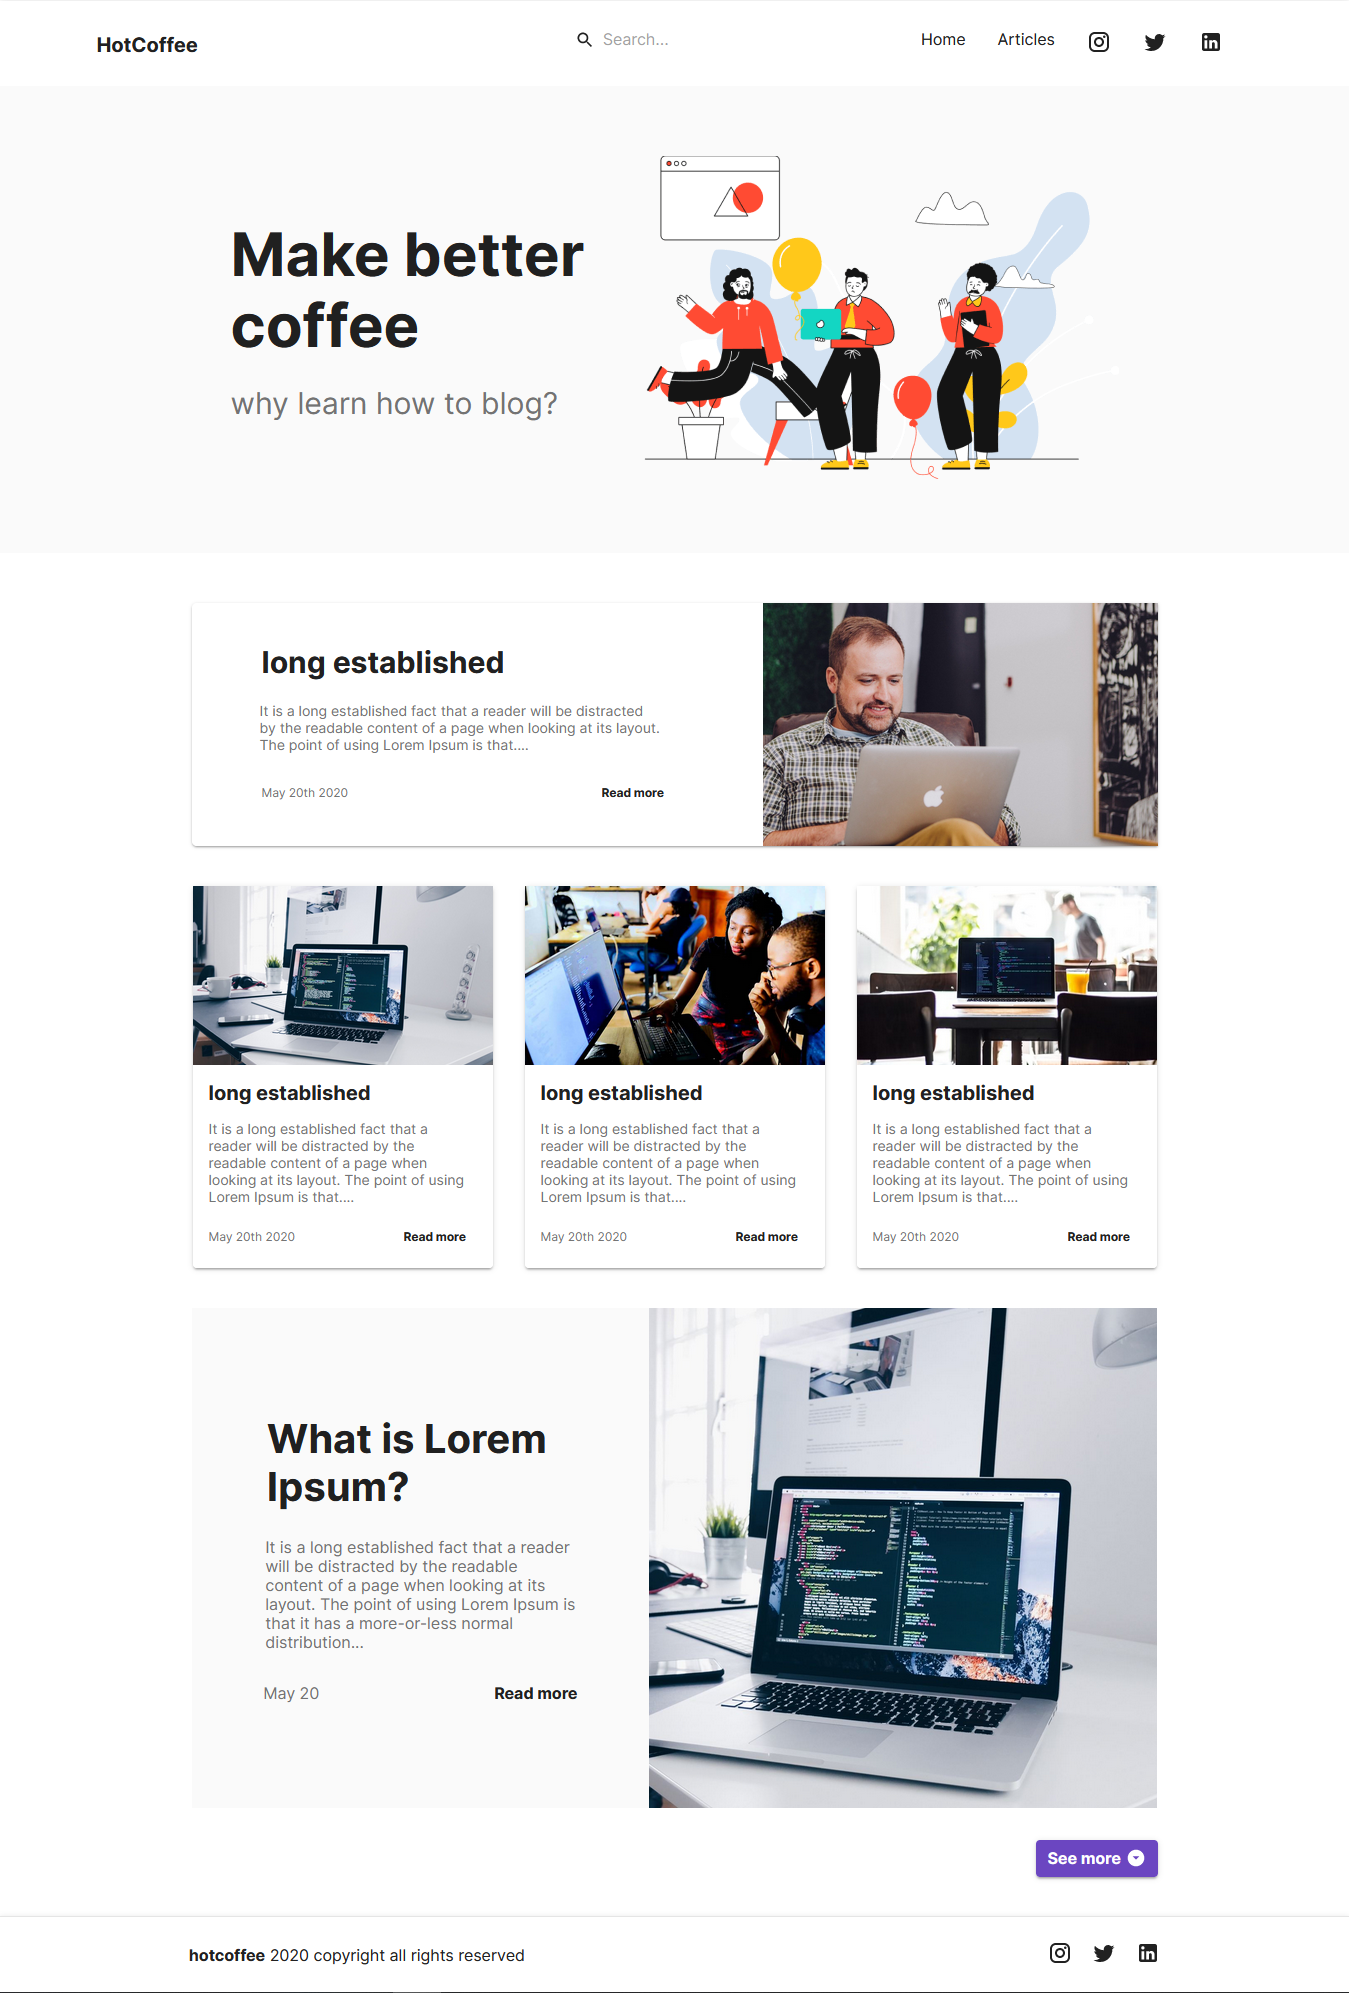 HotCoffee
Search...
Home
Articles
Make better
coffee
why learn how to blog?
long established
It is a long established fact that a reader will be distracted
by the readable content of a page when looking at its layout.
The point of using Lorem Ipsum is that....
May 20th 2020
Read more
long established
It is a long established fact that a
reader will be distracted by the
readable content of a page when
looking at its layout. The point of using
Lorem Ipsum is that....
May 20th 2020
Read more
long established
It is a long established fact that a
reader will be distracted by the
readable content of a page when
looking at its layout. The point of using
Lorem Ipsum is that....
May 20th 2020
Read more
long established
It is a long established fact that a
reader will be distracted by the
readable content of a page when
looking at its layout. The point of using
Lorem Ipsum is that....
May 20th 2020
Read more
What is Lorem
Ipsum?
It is a long established fact that a reader
will be distracted by the readable
content of a page when looking at its
layout. The point of using Lorem Ipsum is
that it has a more-or-less normal
distribution...
May 20
Read more
See more
hotcoffee 2020 copyright all rights reserved